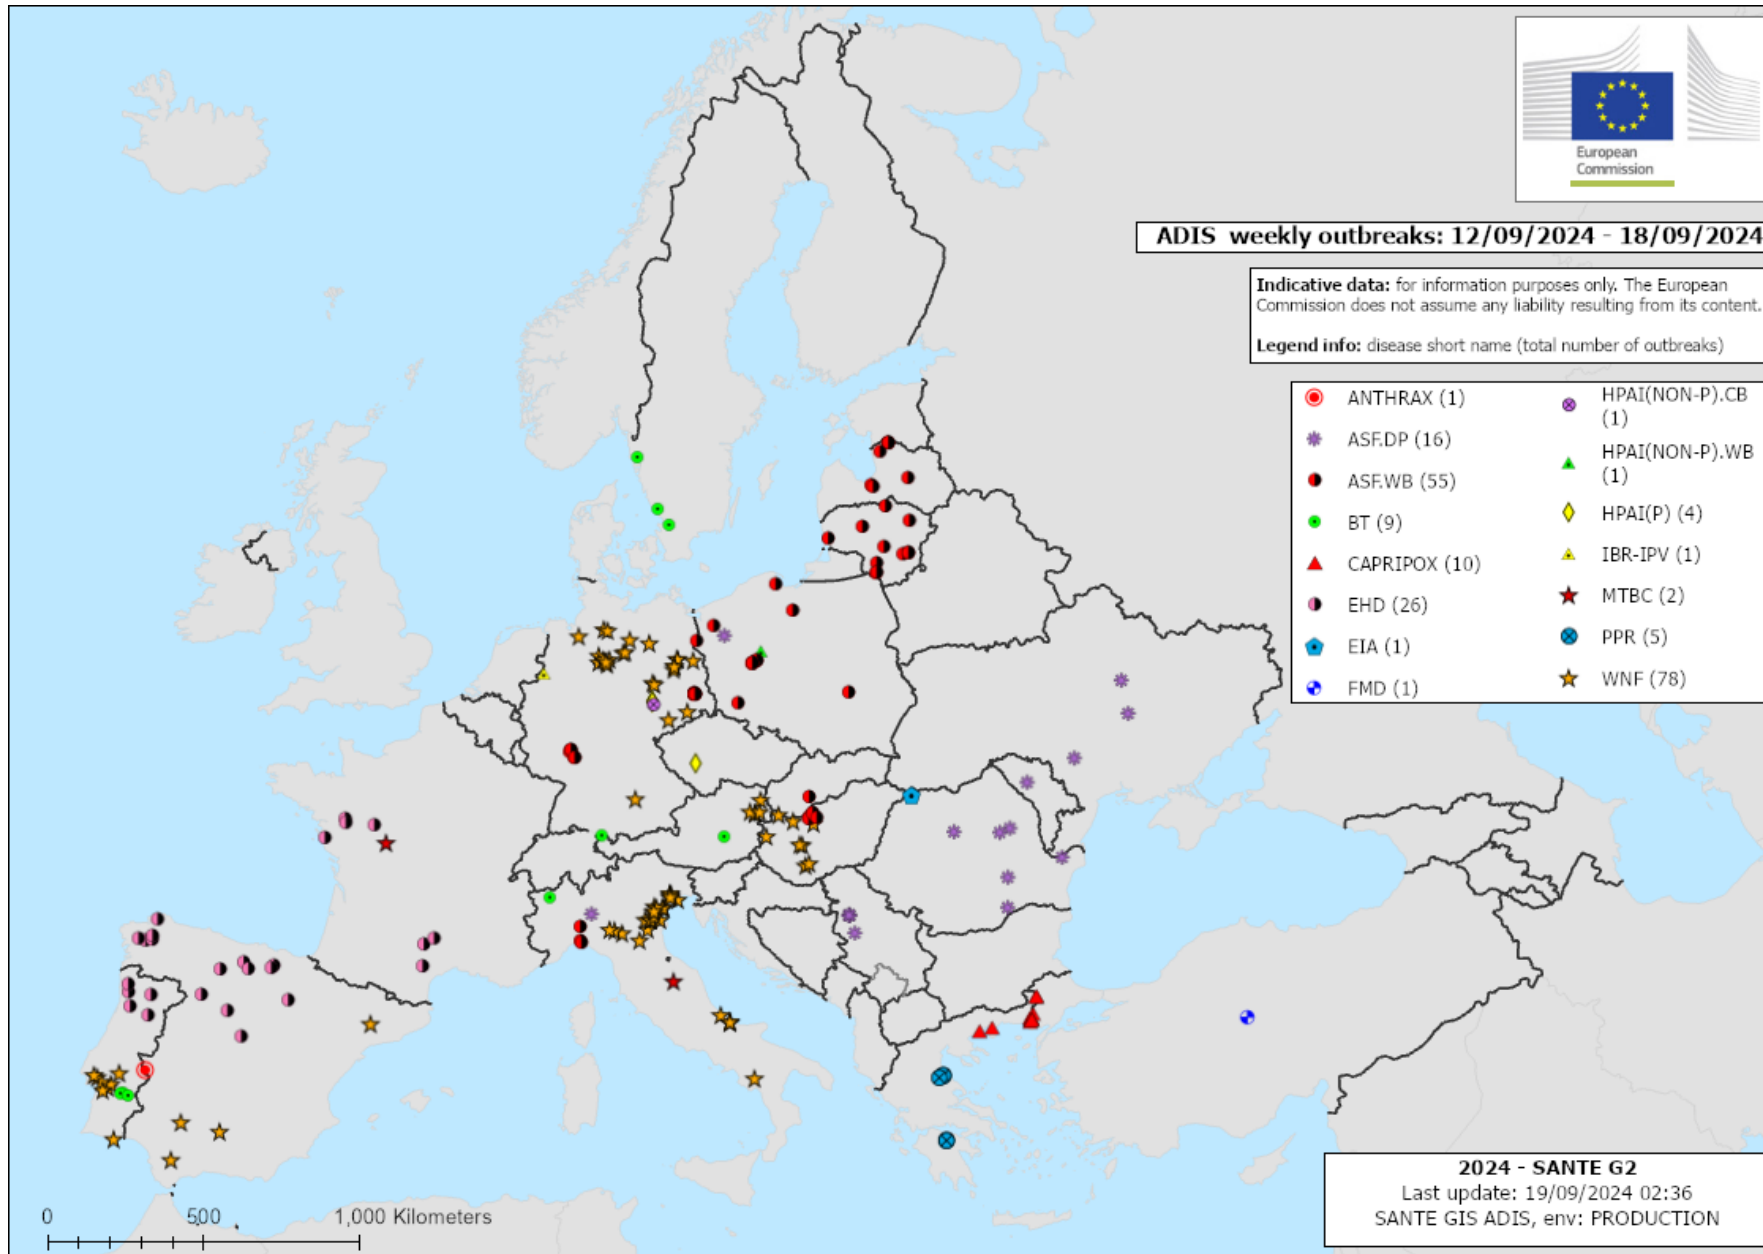 European
Commission
ADIS weekly outbreaks: 12/09/2024 - 18/09/2024
Indicative data: for information purposes only. The European
Commission does not assume any liability resulting from its content.
Legend info: disease short name (total number of outbreaks)
ANTHRAX (1)
ASF.DP (16)
ASF.WB (55)
BT (9)
CAPRIPOX (10)
EHD (26)
EIA (1)
FMD (1)
HPAI(NON-P).CB
(1)
HPAI(NON-P).WB
(1)
HPAI(P) (4)
IBR-IPV (1)
MTBC (2)
PPR (5)
WNF (78)
0 500 1,000 Kilometers
2024 - SANTE G2
Last update: 19/09/2024 02:36
SANTE GIS ADIS, env: PRODUCTION